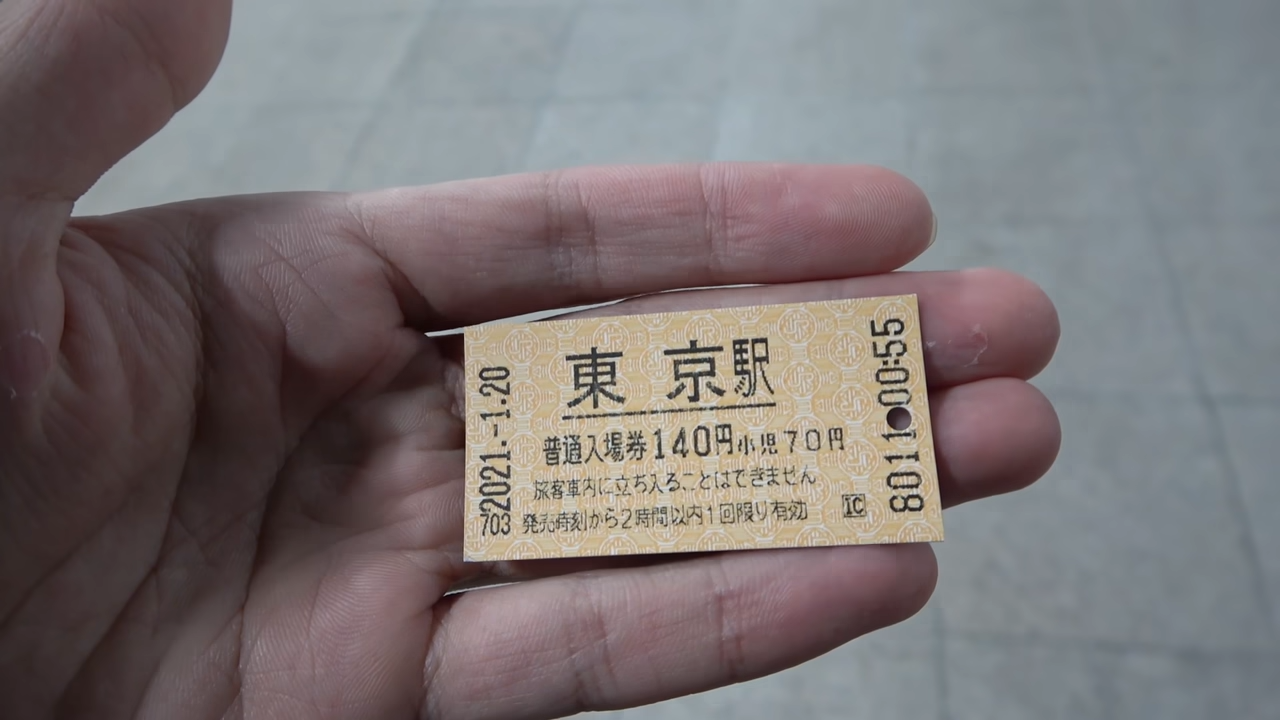 東京駅
普通入場券140円小児70円
旅客車内に立ち入ることはできません
発売時刻から2時間以内1回限り有効
IC
2021.-1.20
703
8011 00:55